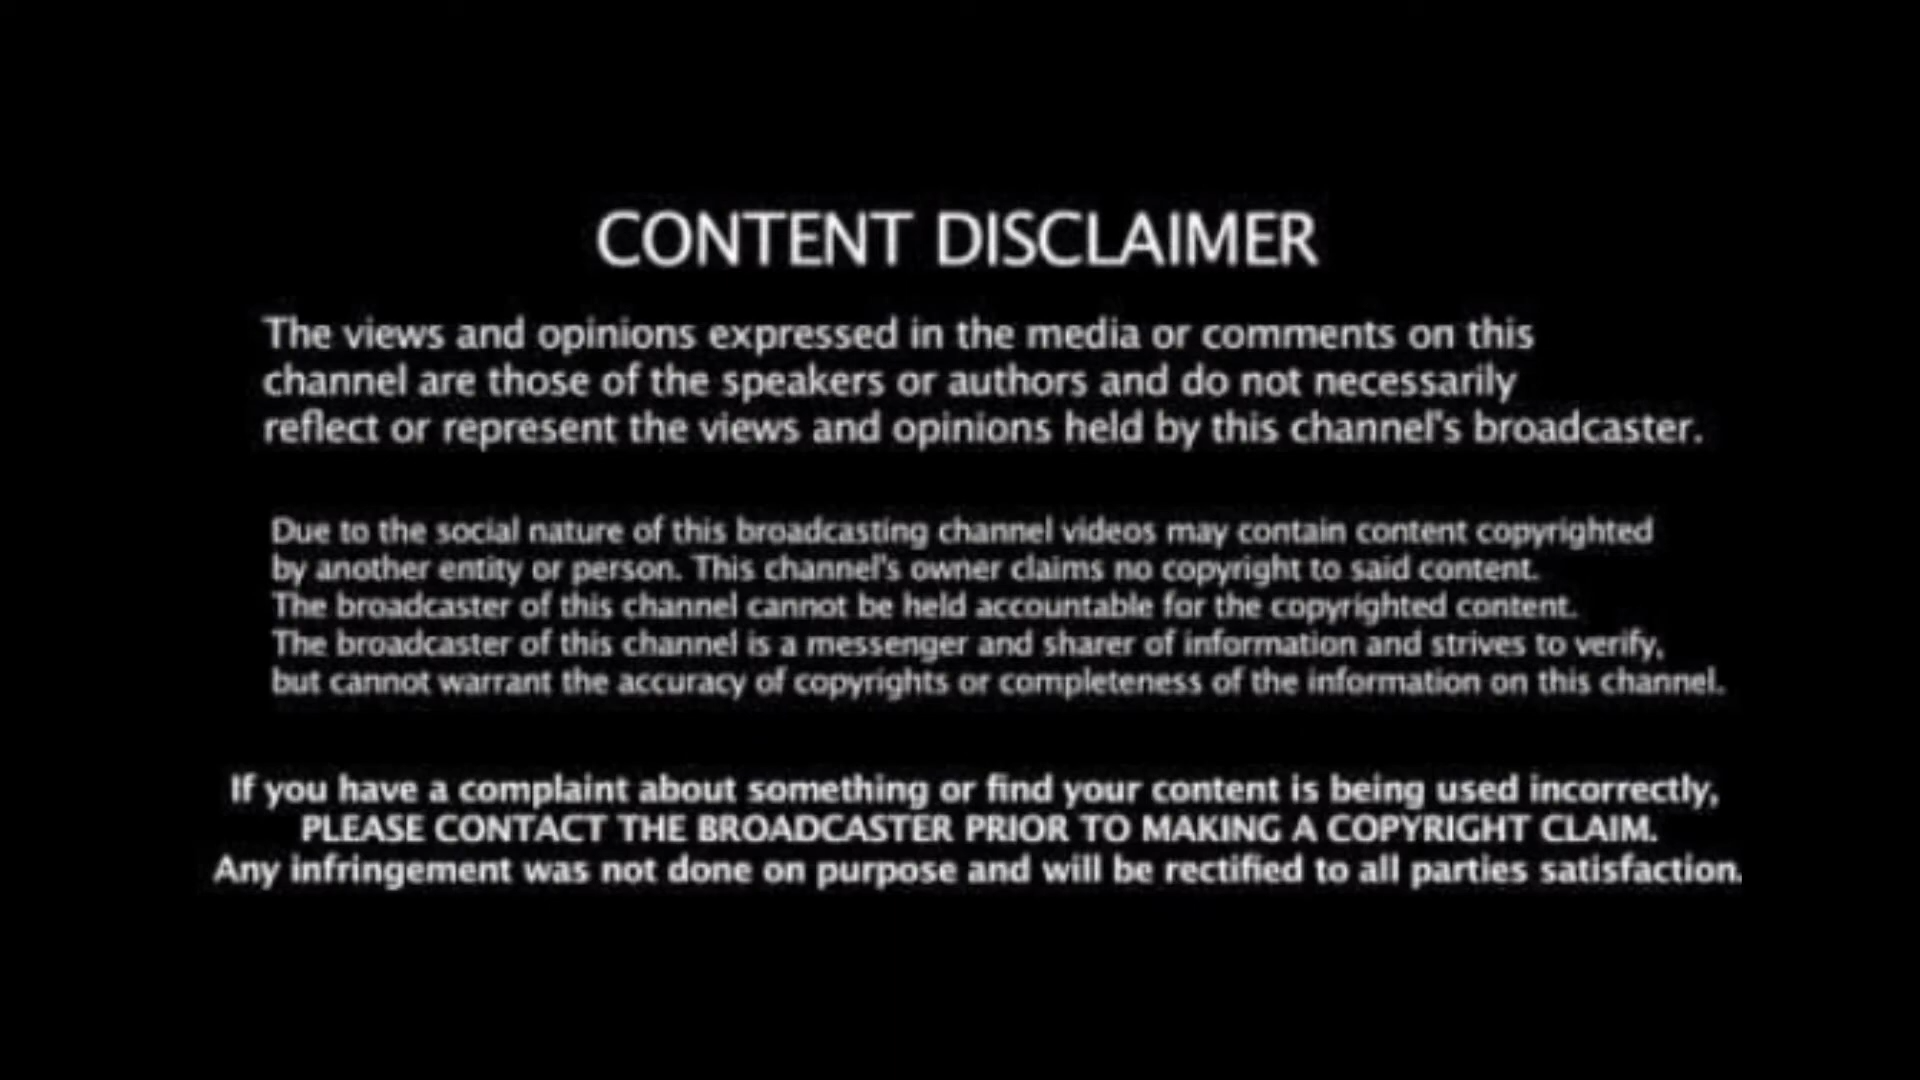 CONTENT DISCLAIMER
The views and opinions expressed in the media or comments on this
channel are those of the speakers or authors and do not necessarily
reflect or represent the views and opinions held by this channel's broadcaster.
Due to the social nature of this broadcasting channel videos may contain content copyrighted
by another entity or person. This channel's owner claims no copyright to said content.
The broadcaster of this channel cannot be held accountable for the copyrighted content.
The broadcaster of this channel is a messenger and sharer of information and strives to verify,
but cannot warrant the accuracy of copyrights or completeness of the information on this channel.
If you have a complaint about something or find your content is being used incorrectly,
PLEASE CONTACT THE BROADCASTER PRIOR TO MAKING A COPYRIGHT CLAIM.
Any infringement was not done on purpose and will be rectified to all parties satisfaction.